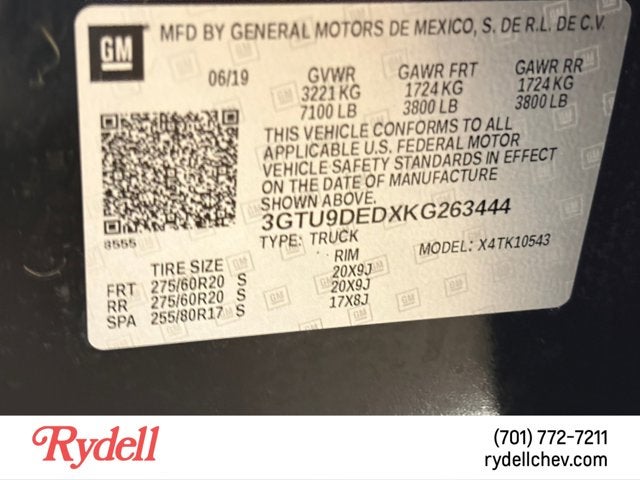 GM MFD BY GENERAL MOTORS DE MEXICO, S. DE R.L. DE C.V.
06/19 GVWR GAWR FRT GAWR RR
3221 KG 1724 KG 1724 KG
7100 LB 3800 LB 3800 LB
THIS VEHICLE CONFORMS TO ALL
APPLICABLE U.S. FEDERAL MOTOR
VEHICLE SAFETY STANDARDS IN EFFECT
ON THE DATE OF MANUFACTURE
SHOWN ABOVE.
3GTU9DEDXKG263444
8555
TYPE: TRUCK MODEL: X4TK10543
TIRE SIZE RIM
FRT 275/60R20 S 20X9J
RR 275/60R20 S 20X9J
SPA 255/80R17 S 17X8J
Rydell
(701) 772-7211
rydellchev.com